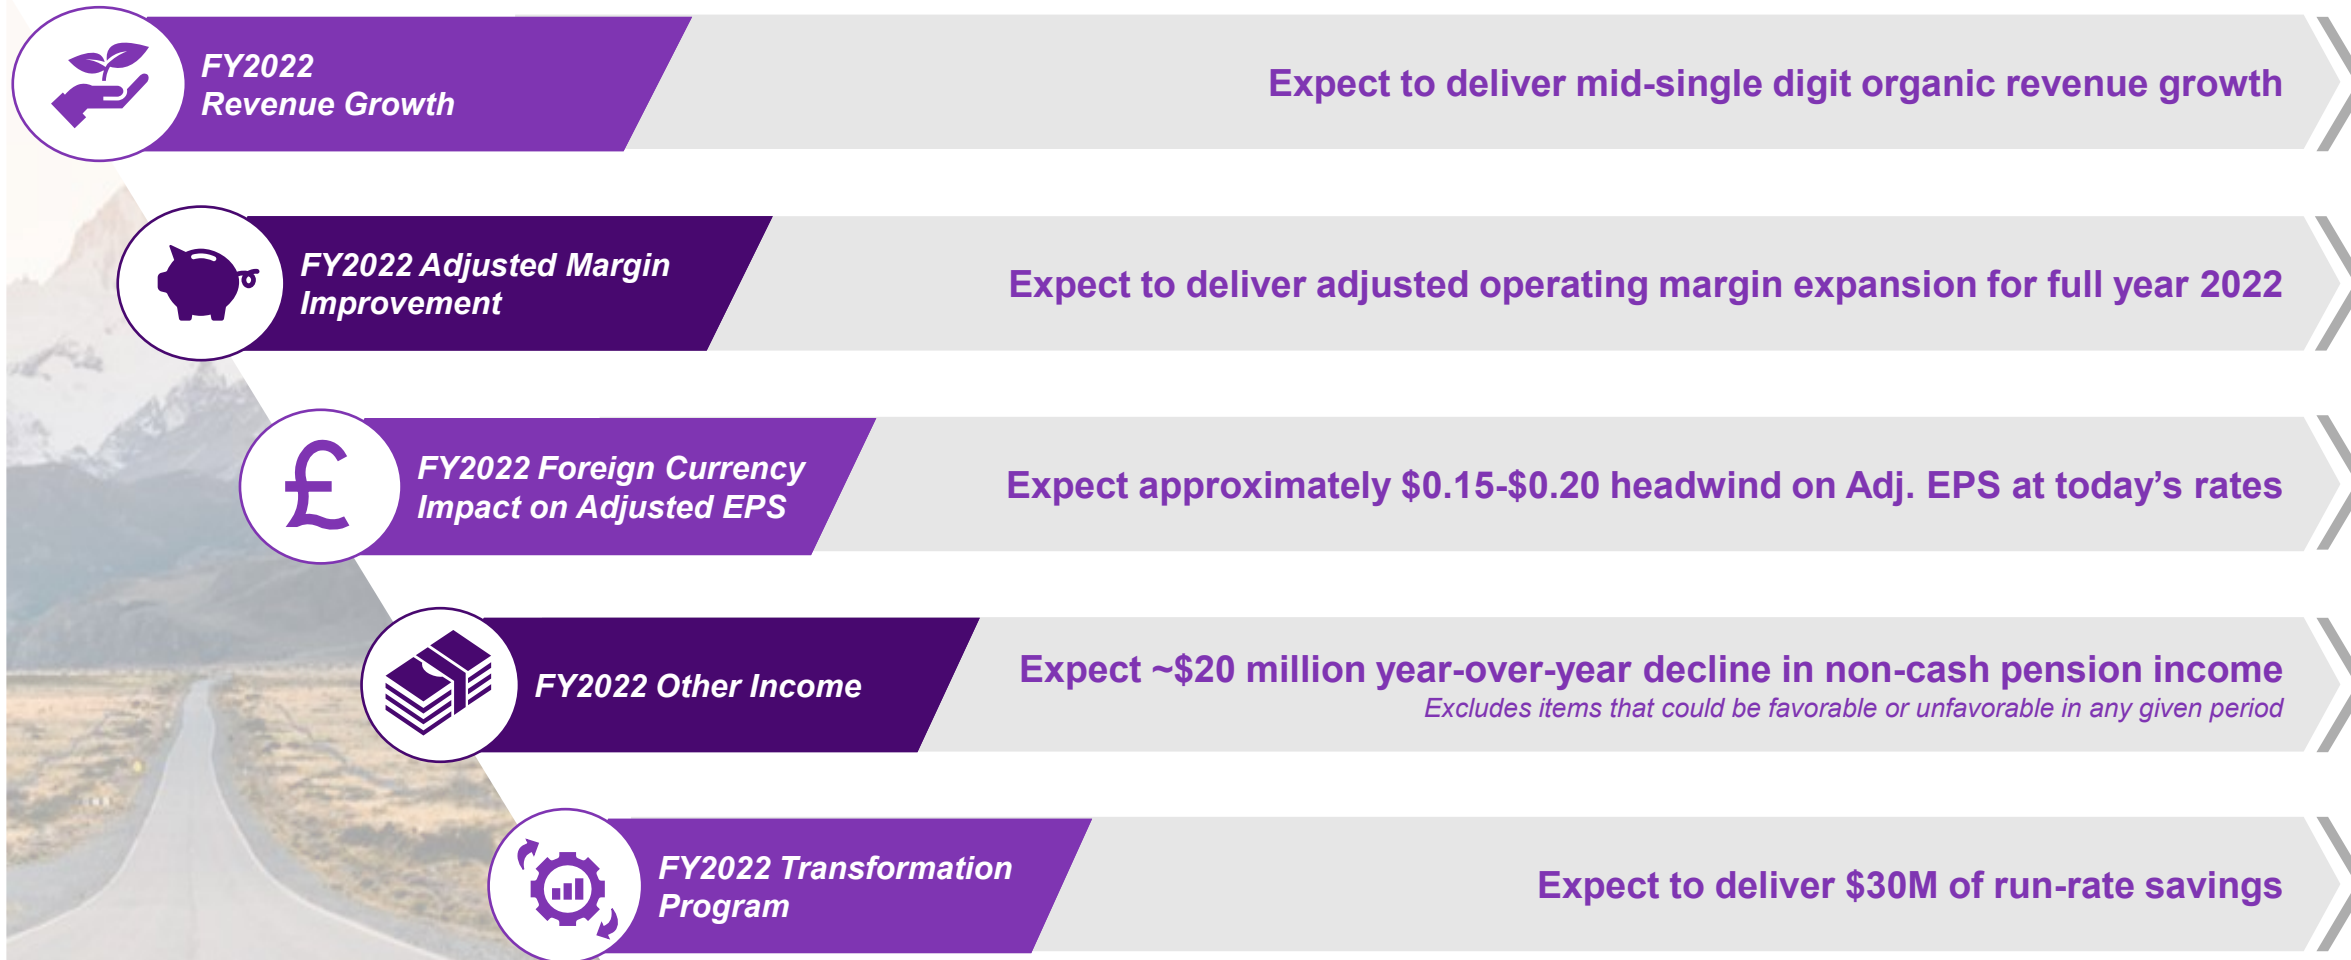 FY2022
Revenue Growth
Expect to deliver mid-single digit organic revenue growth
FY2022 Adjusted Margin
Improvement
Expect to deliver adjusted operating margin expansion for full year 2022
£
FY2022 Foreign Currency
Impact on Adjusted EPS
Expect approximately $0.15-$0.20 headwind on Adj. EPS at today’s rates
FY2022 Other Income
Expect ~$20 million year-over-year decline in non-cash pension income
Excludes items that could be favorable or unfavorable in any given period
FY2022 Transformation
Program
Expect to deliver $30M of run-rate savings